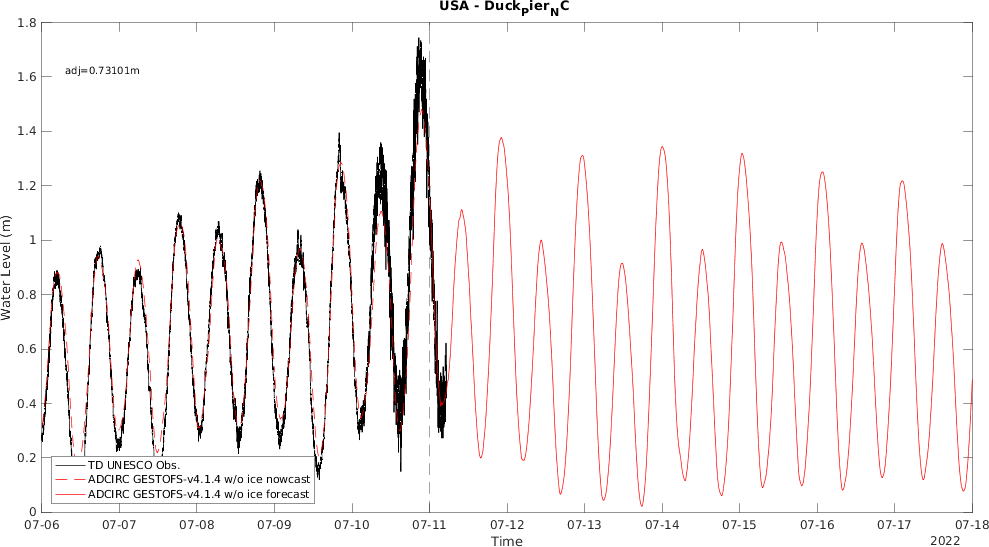 USA - DuckPierNC
1.8
1.6
1.4
1.2
1
0.8
0.6
0.4
0.2
0
Water Level (m)
adj=0.73101m
TD UNESCO Obs.
ADCIRC GESTOFS-v4.1.4 w/o ice nowcast
ADCIRC GESTOFS-v4.1.4 w/o ice forecast
07-06 07-07 07-08 07-09 07-10 07-11 07-12 07-13 07-14 07-15 07-16 07-17 07-18
Time
2022